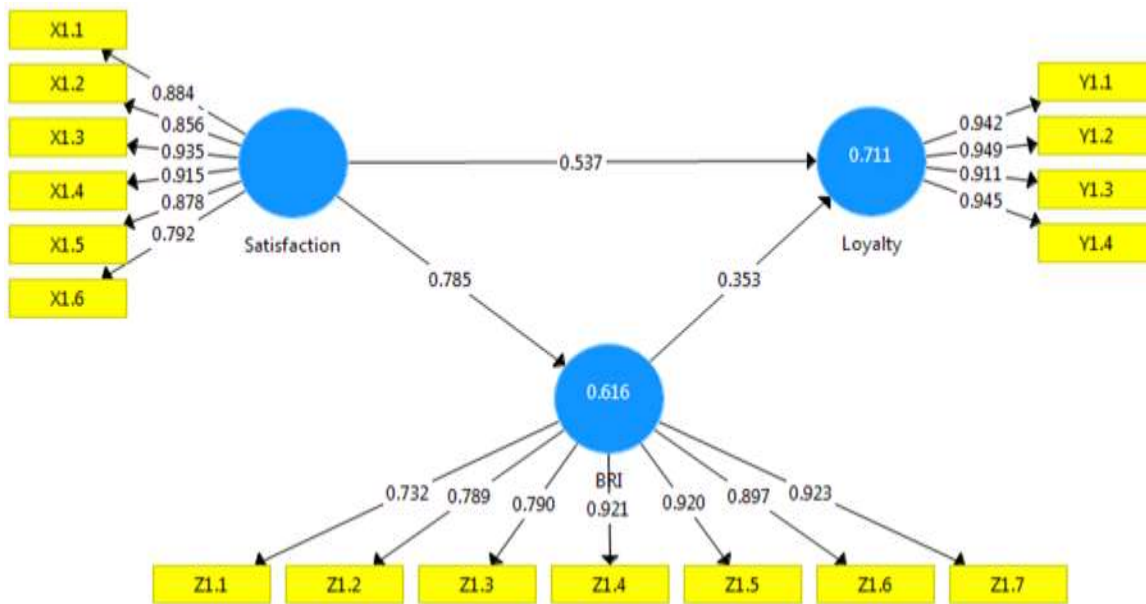 X1.1
X1.2
X1.3
X1.4
X1.5
X1.6
0.884
0.856
0.935
0.915
0.878
0.792
Satisfaction
0.537
0.785
0.711
Loyalty
0.353
0.942
0.949
0.911
0.945
Y1.1
Y1.2
Y1.3
Y1.4
0.616
BRI
0.732
0.789
0.790
0.921
0.920
0.897
0.923
Z1.1
Z1.2
Z1.3
Z1.4
Z1.5
Z1.6
Z1.7